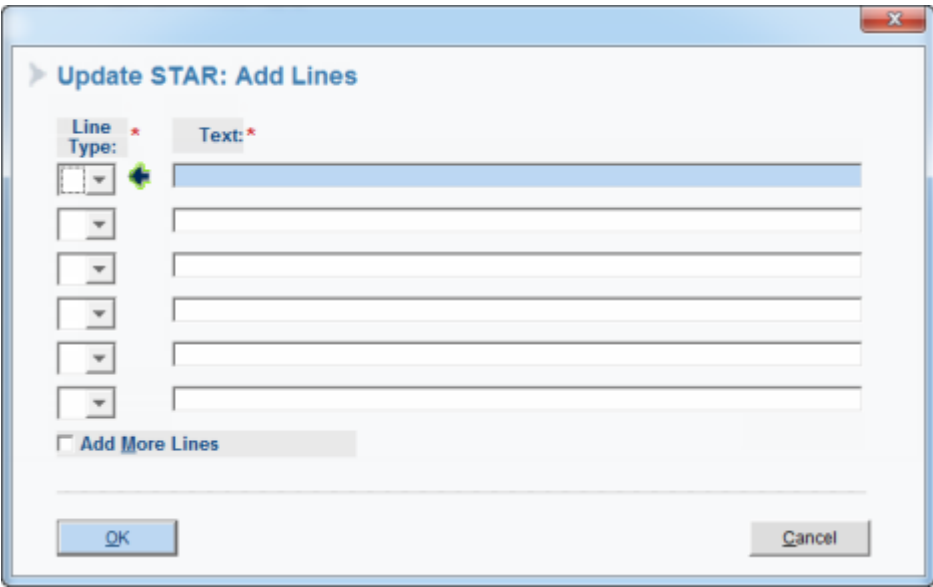 Update STAR: Add Lines
Line Type: *
Text: *
Add More Lines
OK
Cancel